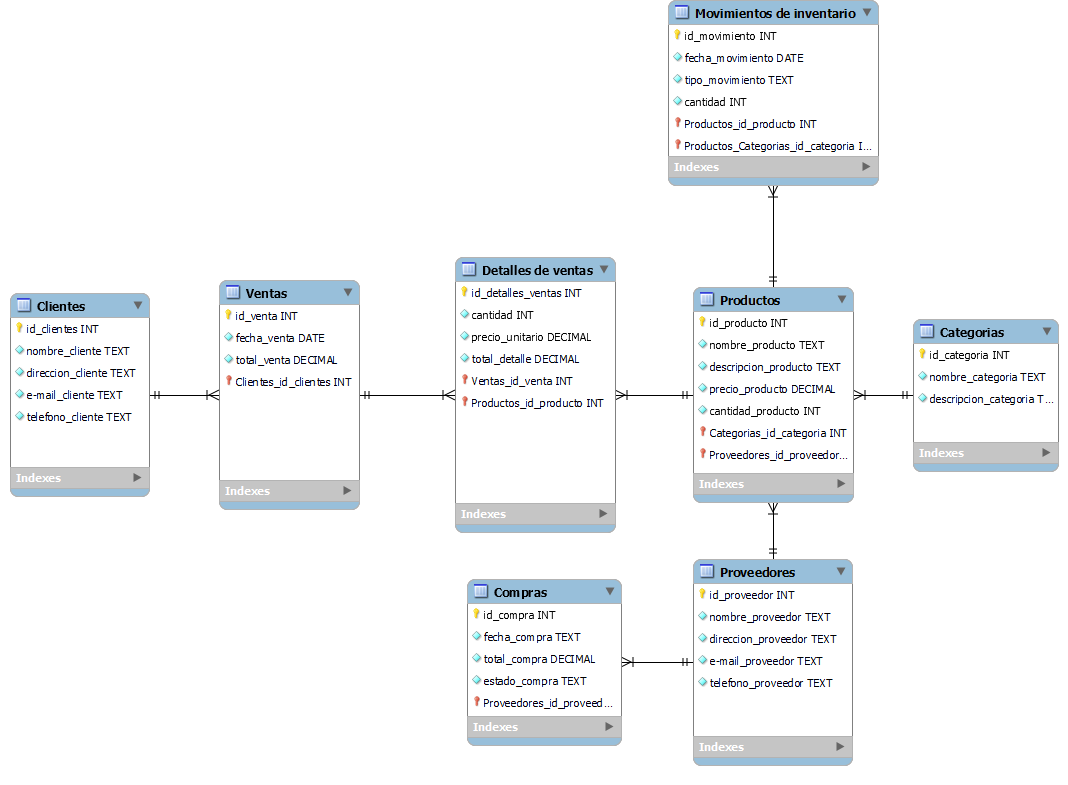 Movimientos de inventario
id_movimiento INT
fecha_movimiento DATE
tipo_movimiento TEXT
cantidad INT
Productos_id_producto INT
Productos_Categorias_id_categoria I...
Indexes
Clientes
id_clientes INT
nombre_cliente TEXT
direccion_cliente TEXT
e-mail_cliente TEXT
telefono_cliente TEXT
Indexes
Ventas
id_venta INT
fecha_venta DATE
total_venta DECIMAL
Clientes_id_clientes INT
Indexes
Detalles de ventas
id_detalles_ventas INT
cantidad INT
precio_unitario DECIMAL
total_detalle DECIMAL
Ventas_id_venta INT
Productos_id_producto INT
Indexes
Productos
id_producto INT
nombre_producto TEXT
descripcion_producto TEXT
precio_producto DECIMAL
cantidad_producto INT
Categorias_id_categoria INT
Proveedores_id_proveedor...
Indexes
Categorias
id_categoria INT
nombre_categoria TEXT
descripcion_categoria T...
Indexes
Compras
id_compra INT
fecha_compra TEXT
total_compra DECIMAL
estado_compra TEXT
Proveedores_id_proveed...
Indexes
Proveedores
id_proveedor INT
nombre_proveedor TEXT
direccion_proveedor TEXT
e-mail_proveedor TEXT
telefono_proveedor TEXT
Indexes